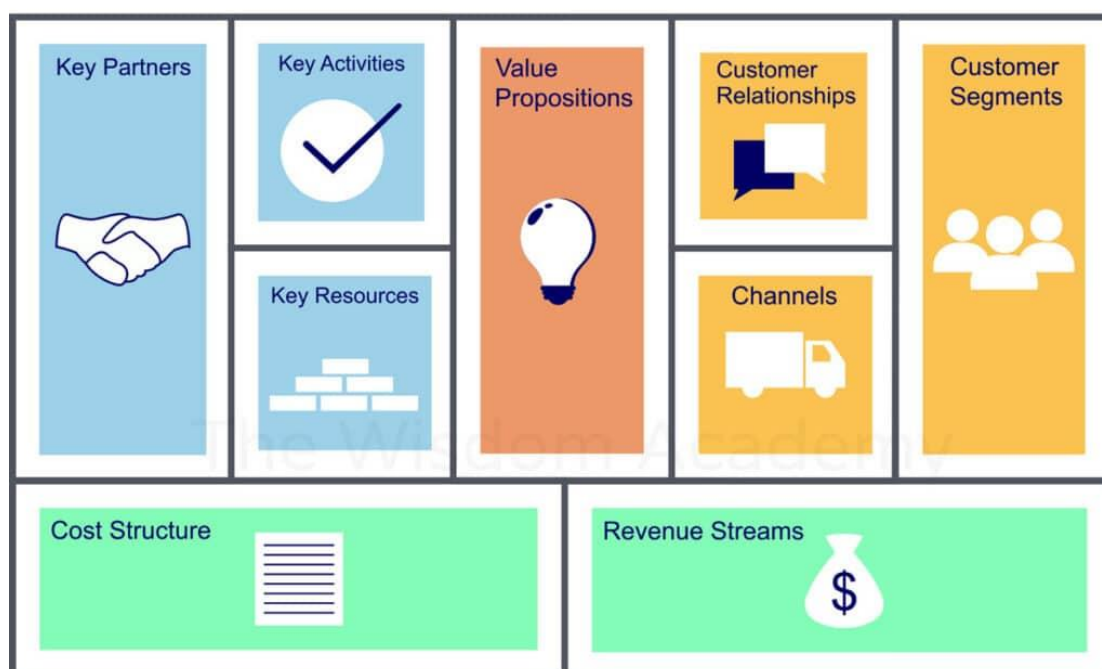 Key Partners
Key Activities
Key Resources
Value
Propositions
Customer
Relationships
Channels
Customer
Segments
Cost Structure
Revenue Streams
$
The Wisdom Academy